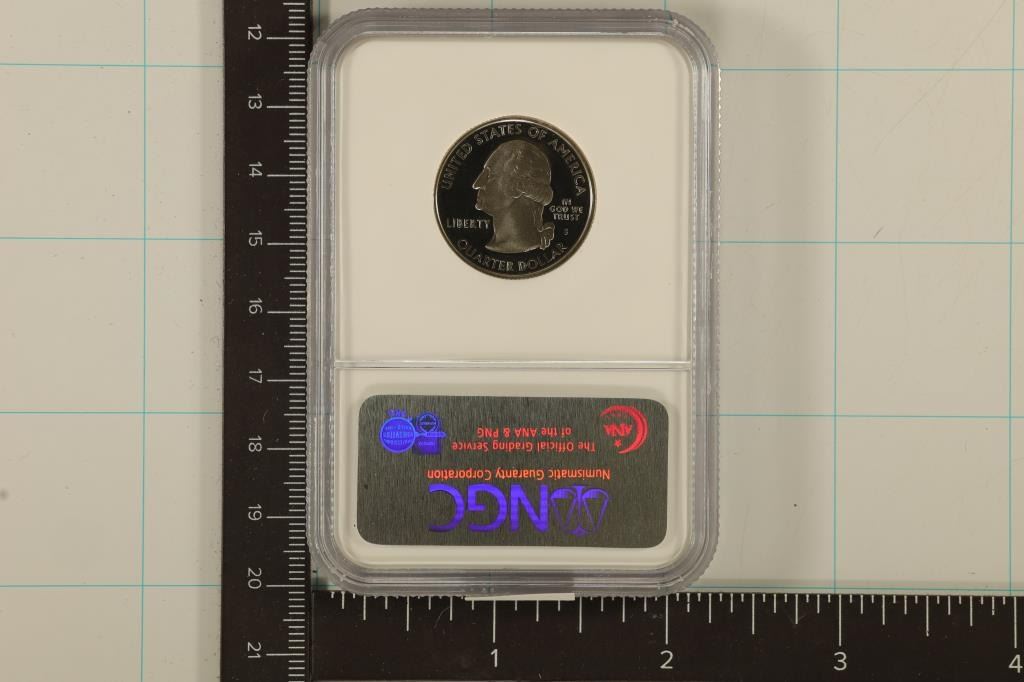 UNITED STATES OF AMERICA
LIBERTY
IN
GOD WE
TRUST
S
QUARTER DOLLAR
NGC
Numismatic Guaranty Corporation
The Official Grading Service
of the ANA & PNG
ANA
12
13
14
15
16
17
18
19
20
21
1
2
3
4